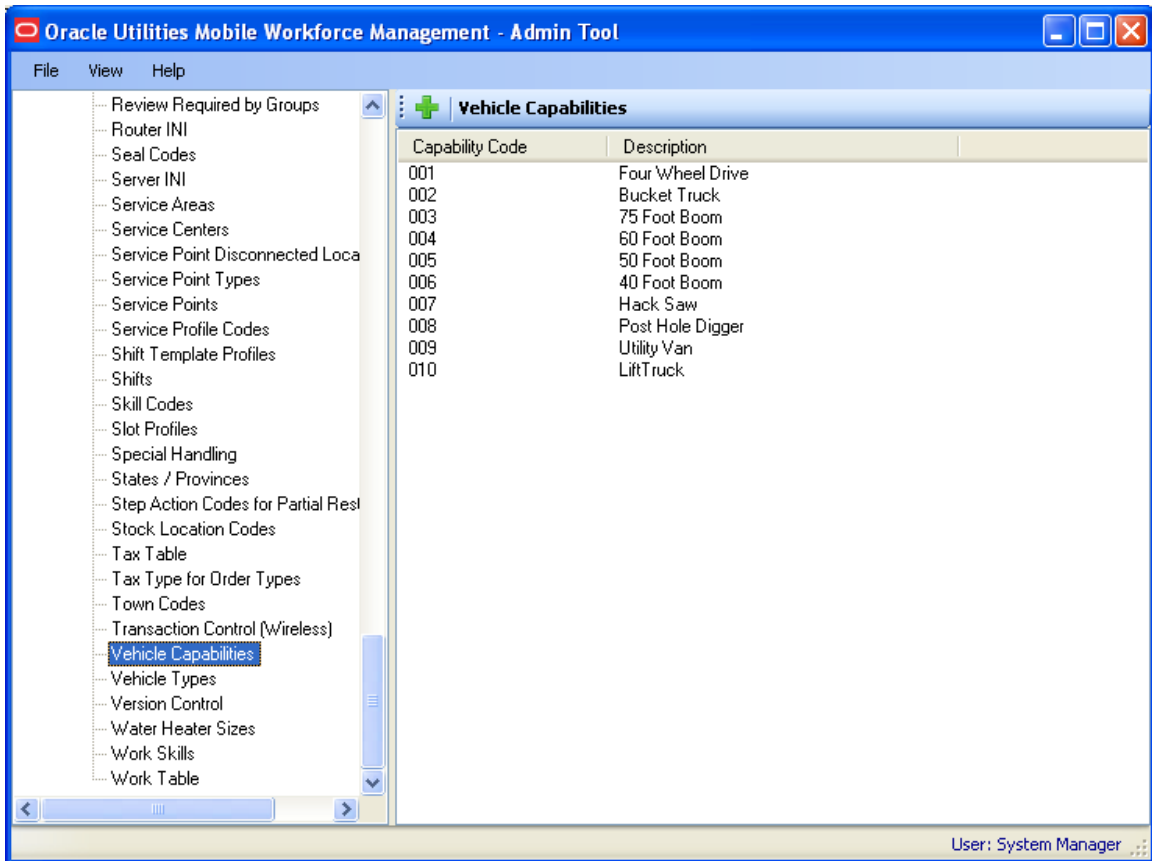 Oracle Utilities Mobile Workforce Management - Admin Tool
File View Help
Review Required by Groups
Router INI
Seal Codes
Server INI
Service Areas
Service Centers
Service Point Disconnected Loca
Service Point Types
Service Points
Service Profile Codes
Shift Template Profiles
Shifts
Skill Codes
Slot Profiles
Special Handling
States / Provinces
Step Action Codes for Partial Rest
Stock Location Codes
Tax Table
Tax Type for Order Types
Town Codes
Transaction Control (Wireless)
Vehicle Capabilities
Vehicle Types
Version Control
Water Heater Sizes
Work Skills
Work Table
Vehicle Capabilities
Capability Code Description
001 Four Wheel Drive
002 Bucket Truck
003 75 Foot Boom
004 60 Foot Boom
005 50 Foot Boom
006 40 Foot Boom
007 Hack Saw
008 Post Hole Digger
009 Utility Van
010 LiftTruck
User: System Manager